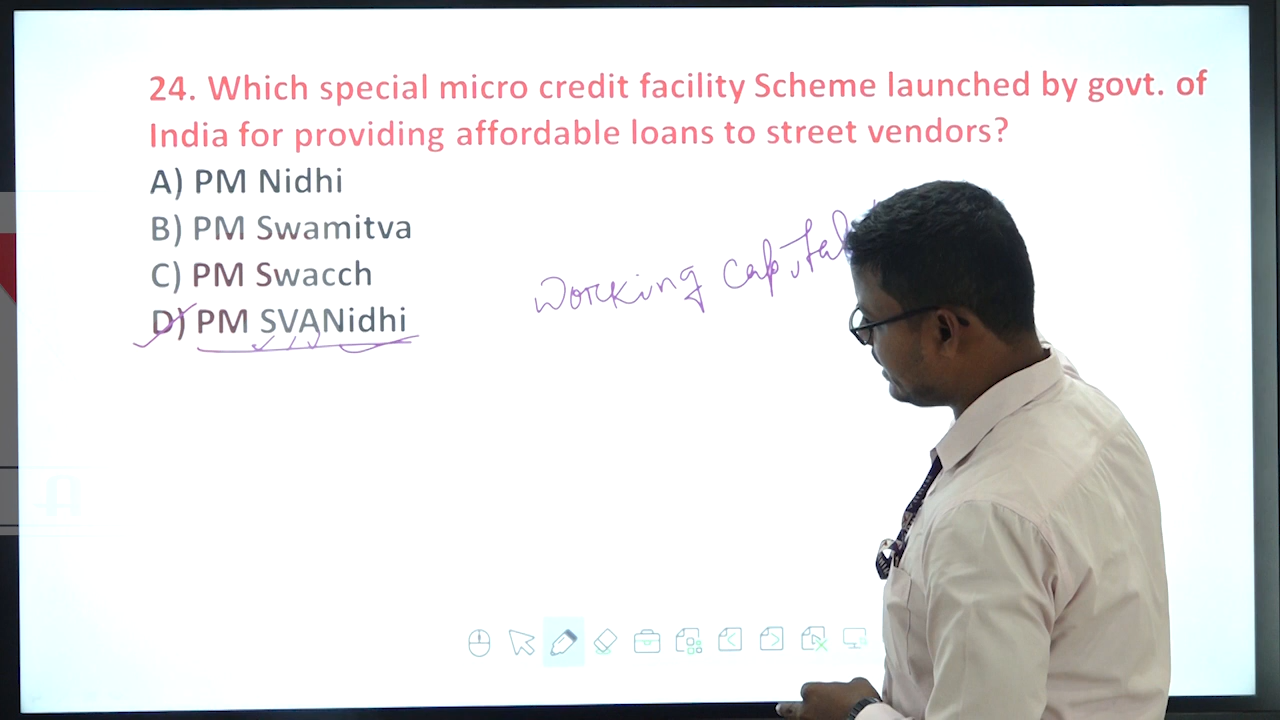 24. Which special micro credit facility Scheme launched by govt. of
India for providing affordable loans to street vendors?
A) PM Nidhi
B) PM Swamitva
C) PM Swacch
D) PM SVANidhi
Working Capital